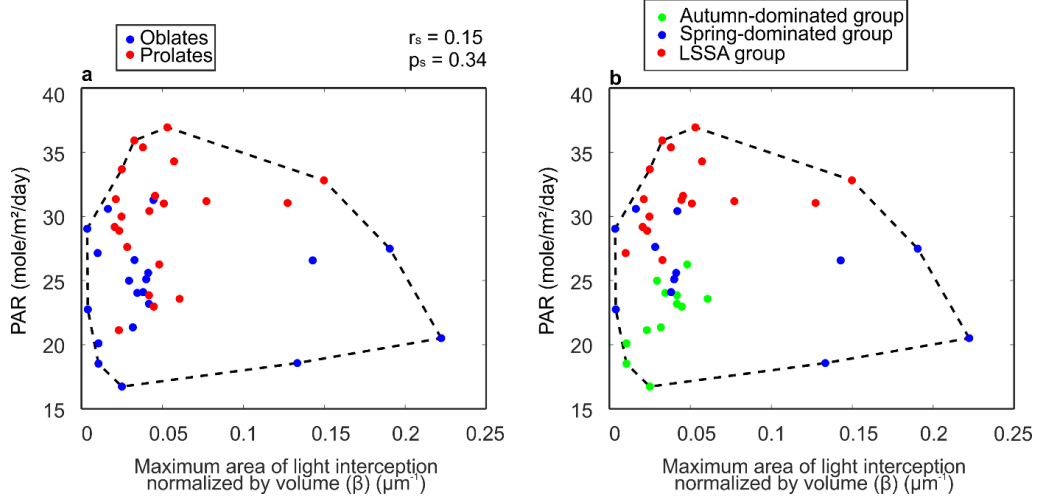 Oblates
Prolates
rₛ = 0.15
pₛ = 0.34
a
40
35
30
25
20
15
PAR (mole/m²/day)
0 0.05 0.1 0.15 0.2 0.25
Maximum area of light interception
normalized by volume (β) (µm⁻¹)
Autumn-dominated group
Spring-dominated group
LSSA group
b
40
35
30
25
20
15
PAR (mole/m²/day)
0 0.05 0.1 0.15 0.2 0.25
Maximum area of light interception
normalized by volume (β) (µm⁻¹)